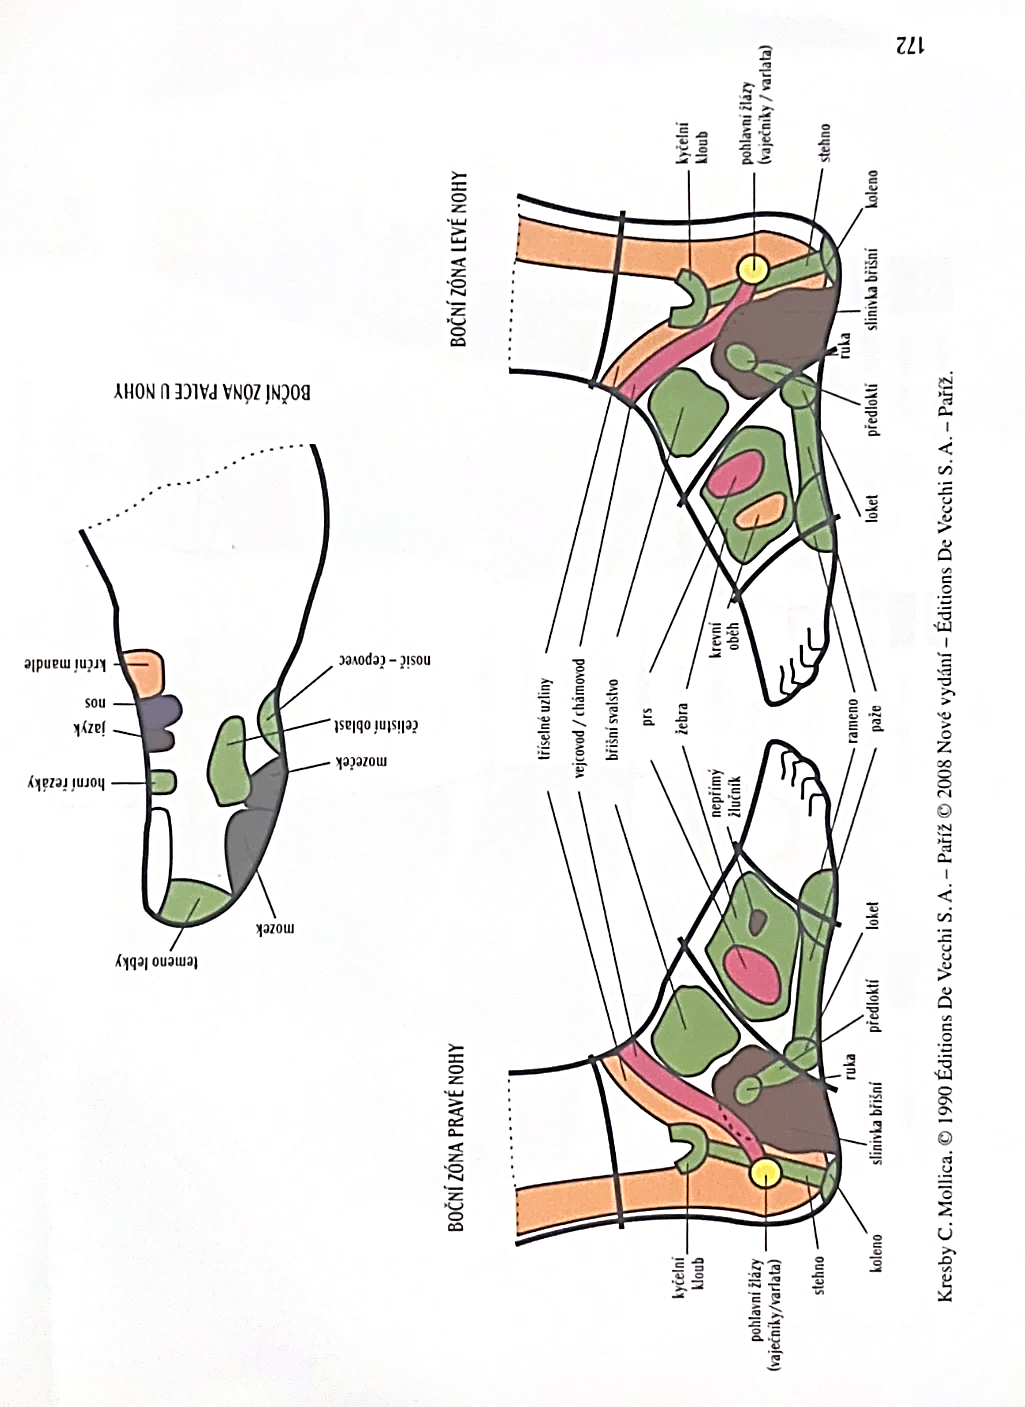 172
BOČNÍ ZÓNA PALCE U NOHY
krční mandle
nos
jazyk
horní řezáky
temeno lebky
mozek
mozeček
čelistní oblast
nosič – čepovec
BOČNÍ ZÓNA PRAVÉ NOHY
BOČNÍ ZÓNA LEVÉ NOHY
tříselné uzliny
vejcovod / chámovod
břišní svalstvo
prs
žebra
nepřímý
žlučník
krevní
oběh
rameno
paže
kyčelní
kloub
pohlavní žlázy
(vaječníky/varlata)
stehno
koleno
slinivka břišní
ruka
předloktí
loket
kyčelní
kloub
pohlavní žlázy
(vaječníky / varlata)
stehno
koleno
slinivka břišní
ruka
předloktí
loket
Kresby C. Mollica. © 1990 Éditions De Vecchi S. A. – Paříž © 2008 Nové vydání – Éditions De Vecchi S. A. – Paříž.